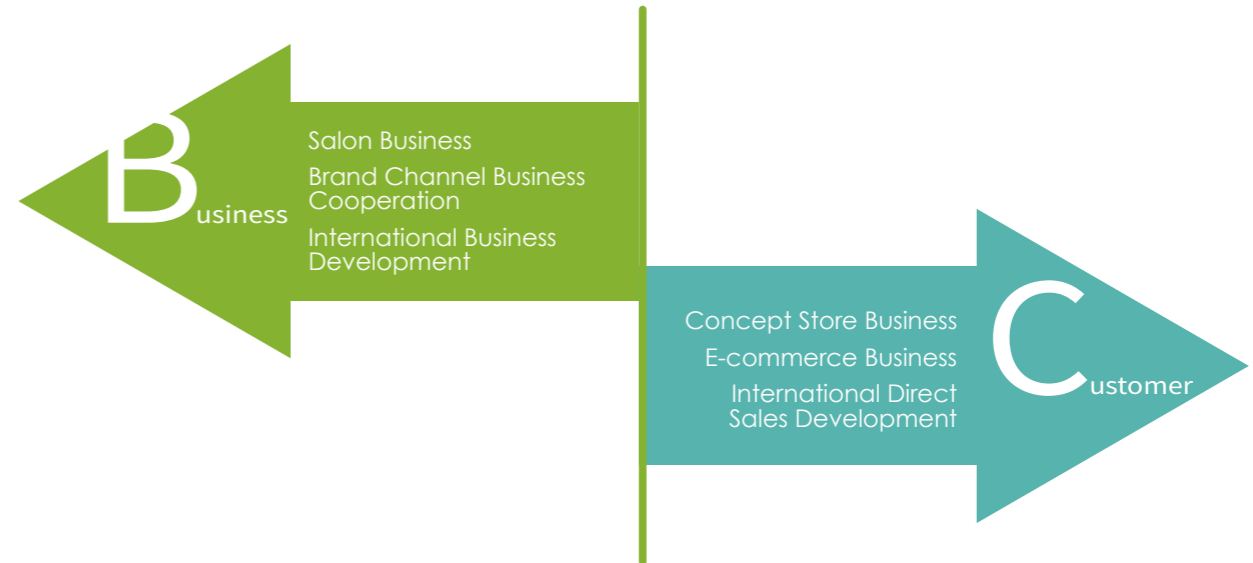 Business
Salon Business
Brand Channel Business
Cooperation
International Business
Development
Concept Store Business
E-commerce Business
International Direct
Sales Development
Customer